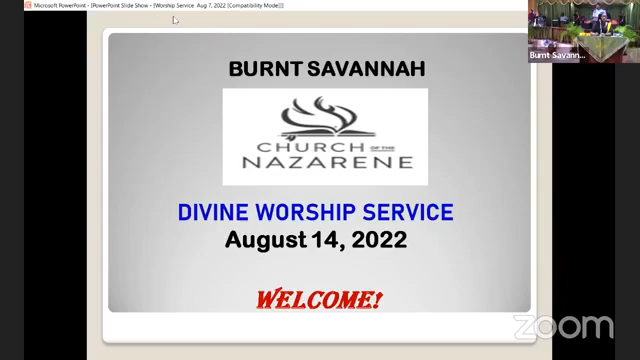 Microsoft PowerPoint - [PowerPoint Slide Show - [Worship Service Aug 7, 2022 [Compatibility Mode]]]
Burnt Savann...
BURNT SAVANNAH
CHURCH OF THE
NAZARENE
DIVINE WORSHIP SERVICE
August 14, 2022
WELCOME!
zoom